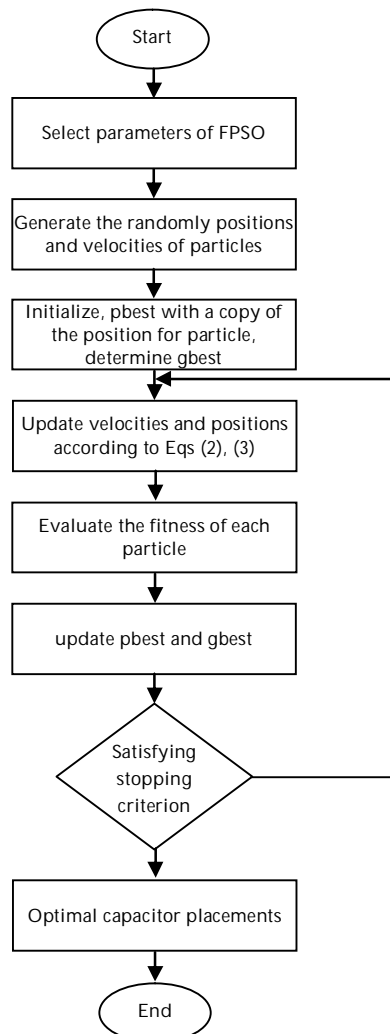 Start
Select parameters of FPSO
Generate the randomly positions
and velocities of particles
Initialize, pbest with a copy of
the position for particle,
determine gbest
Update velocities and positions
according to Eqs (2), (3)
Evaluate the fitness of each
particle
update pbest and gbest
Satisfying
stopping
criterion
Optimal capacitor placements
End